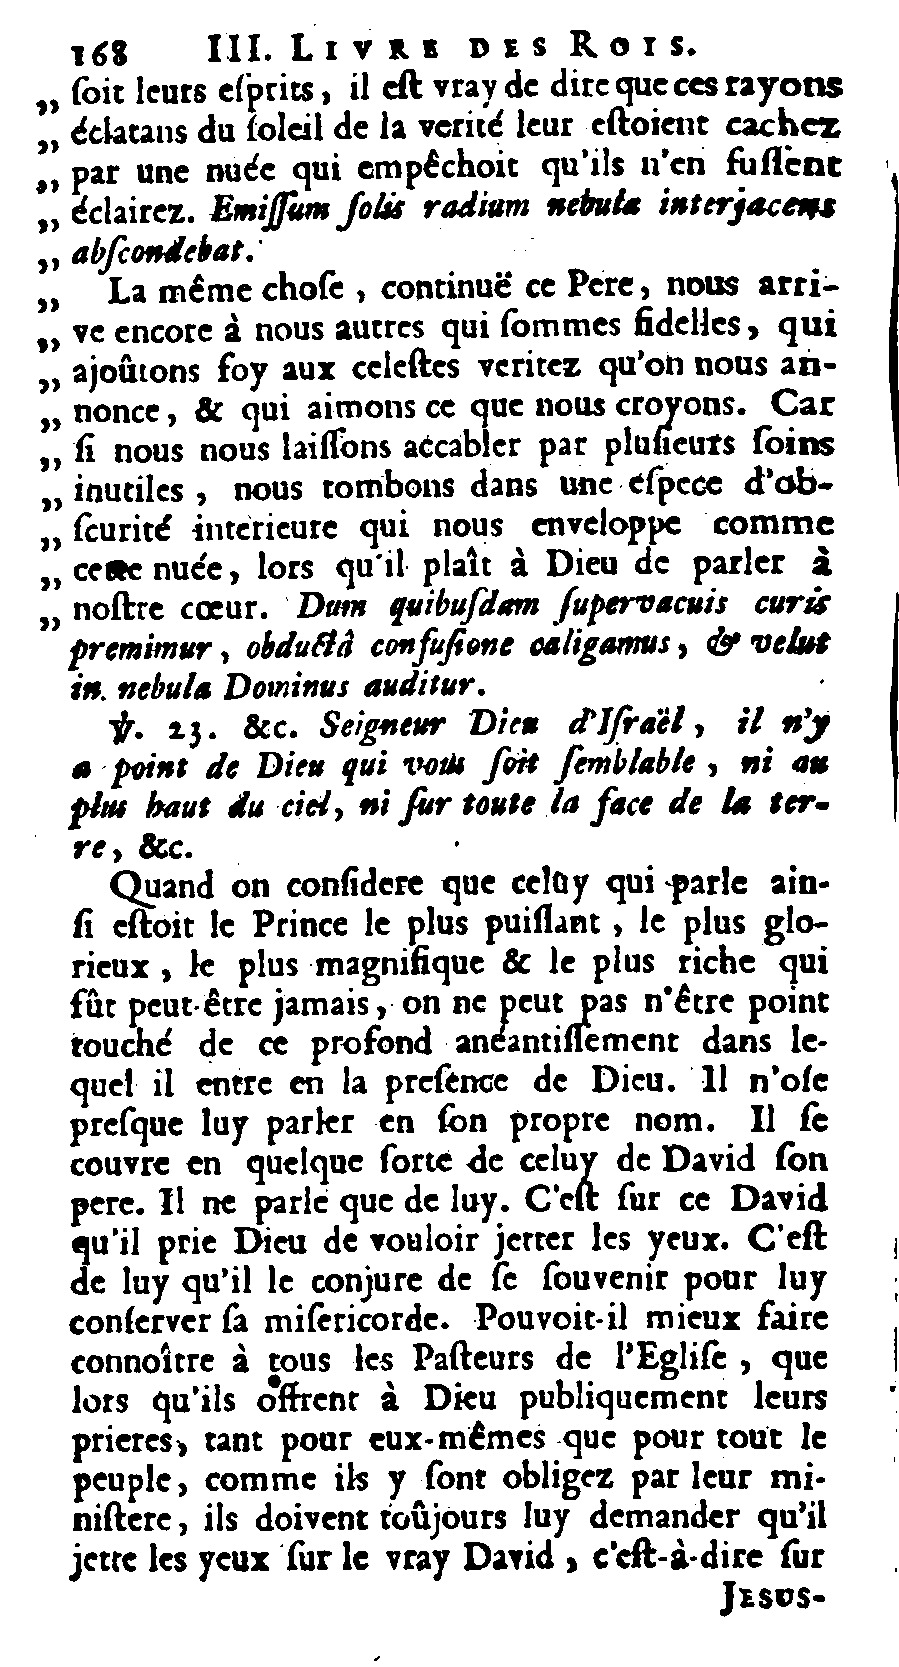 168 III. LIVRE DES ROIS.
„ ſoit leurs eſprits, il eſt vray de dire que ces rayons
„ éclatans du ſoleil de la verité leur eſtoient cachez
„ par une nuée qui empêchoit qu'ils n'en fuſſent
„ éclairez. Emiſſum ſolis radium nebula interjacens
„ abſcondebat.
„ La même choſe, continuë ce Pere, nous arri-
„ ve encore à nous autres qui ſommes fidelles, qui
„ ajoûtons foy aux celeſtes veritez qu'on nous an-
„ nonce, & qui aimons ce que nous croyons. Car
„ ſi nous nous laiſſons accabler par pluſieurs ſoins
„ inutiles, nous tombons dans une eſpece d'ob-
„ ſcurité interieure qui nous enveloppe comme
„ cette nuée, lors qu'il plaît à Dieu de parler à
„ noſtre cœur. Dum quibuſdam ſupervacuis curis
premimur, obductâ confuſione caligamus, & velut
in nebula Dominus auditur.
℣. 23. &c. Seigneur Dieu d'Iſraël, il n'y
a point de Dieu qui vous ſoit ſemblable, ni au
plus haut du ciel, ni ſur toute la face de la ter-
re, &c.
Quand on conſidere que celuy qui parle ain-
ſi eſtoit le Prince le plus puiſſant, le plus glo-
rieux, le plus magnifique & le plus riche qui
fût peut-être jamais, on ne peut pas n'être point
touché de ce profond anéantiſſement dans le-
quel il entre en la preſence de Dieu. Il n'oſe
preſque luy parler en ſon propre nom. Il ſe
couvre en quelque ſorte de celuy de David ſon
pere. Il ne parle que de luy. C'eſt ſur ce David
qu'il prie Dieu de vouloir jetter les yeux. C'eſt
de luy qu'il le conjure de ſe ſouvenir pour luy
conſerver ſa miſericorde. Pouvoit-il mieux faire
connoître à tous les Paſteurs de l'Egliſe, que
lors qu'ils offrent à Dieu publiquement leurs
prieres, tant pour eux-mêmes que pour tout le
peuple, comme ils y ſont obligez par leur mi-
niſtere, ils doivent toûjours luy demander qu'il
jette les yeux ſur le vray David, c'eſt-à-dire ſur
JESUS-